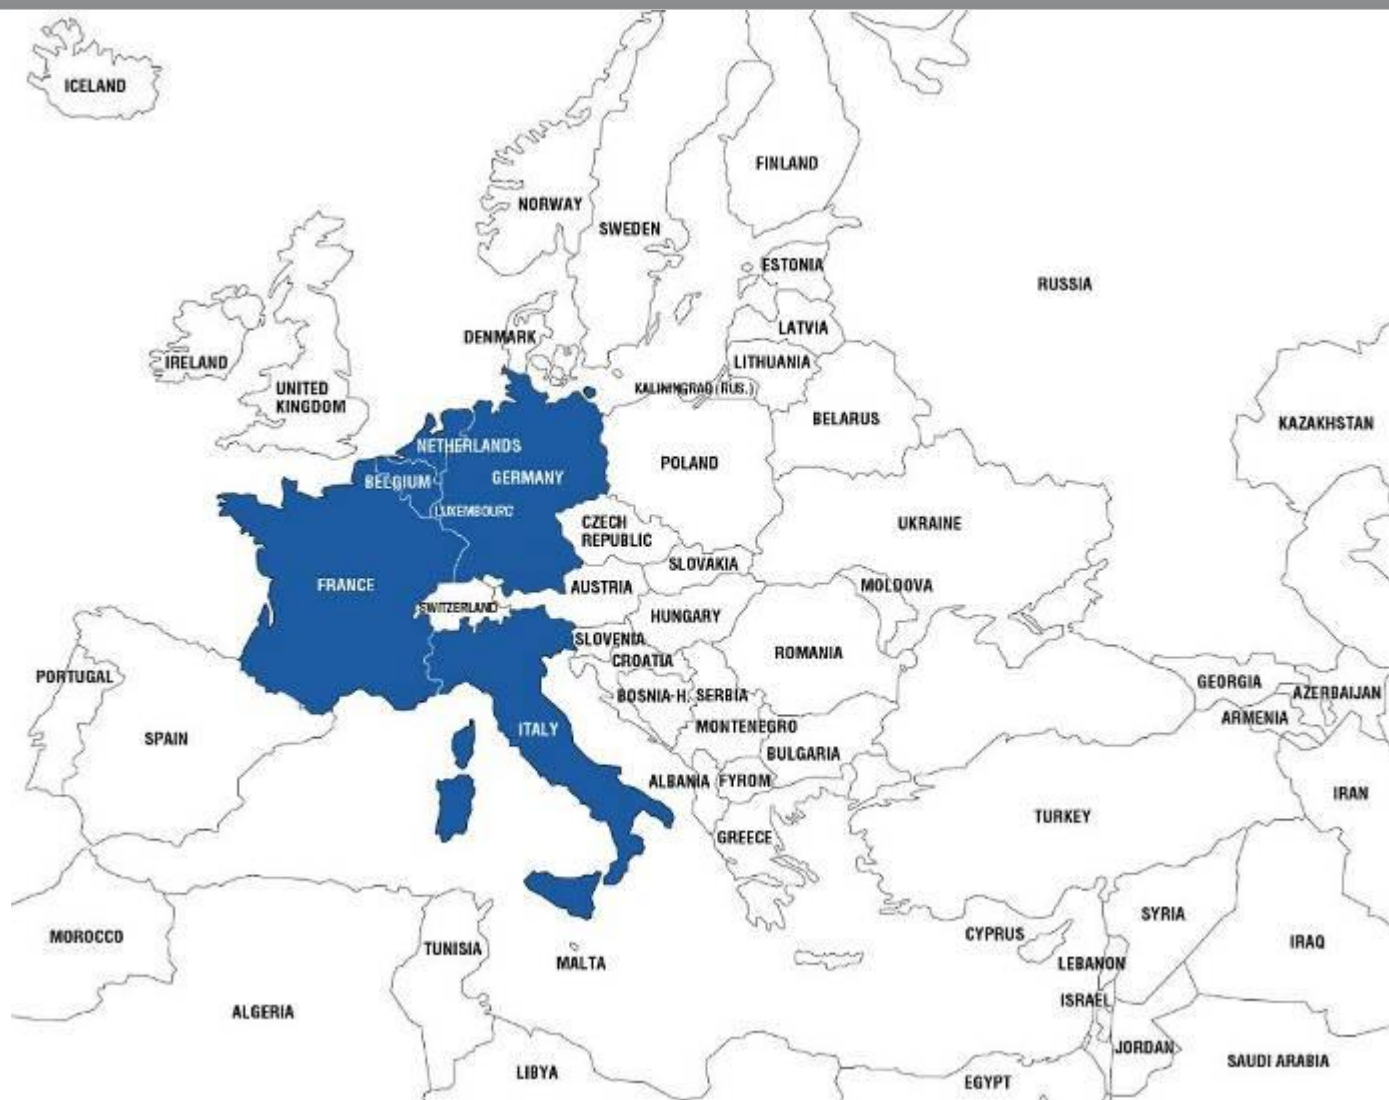 ICELAND
FINLAND
NORWAY
SWEDEN
ESTONIA
RUSSIA
LATVIA
DENMARK
IRELAND
LITHUANIA
UNITED
KINGDOM
KALININGRAD (RUS.)
BELARUS
KAZAKHSTAN
NETHERLANDS
POLAND
BELGIUM
GERMANY
LUXEMBOURG
CZECH
REPUBLIC
UKRAINE
SLOVAKIA
FRANCE
AUSTRIA
MOLDOVA
SWITZERLAND
HUNGARY
SLOVENIA
ROMANIA
CROATIA
PORTUGAL
GEORGIA
BOSNIA-H.
SERBIA
AZERBAIJAN
ARMENIA
MONTENEGRO
ITALY
SPAIN
BULGARIA
ALBANIA
FYROM
IRAN
TURKEY
GREECE
SYRIA
MOROCCO
CYPRUS
IRAQ
TUNISIA
MALTA
LEBANON
ISRAEL
ALGERIA
JORDAN
SAUDI ARABIA
LIBYA
EGYPT